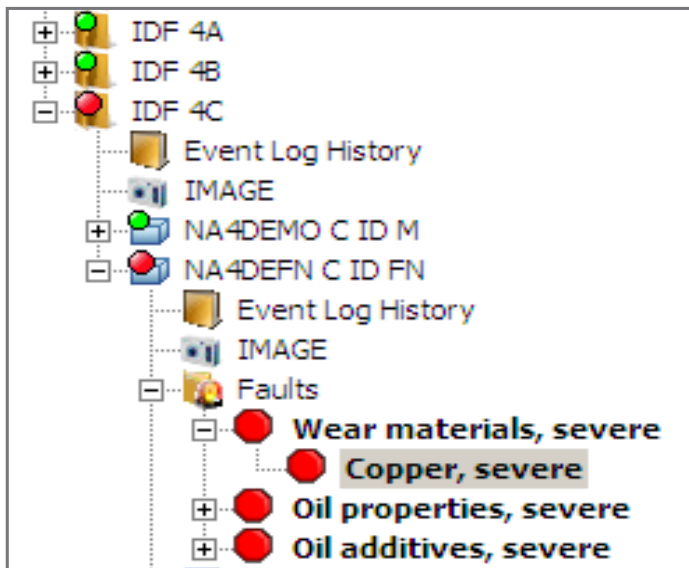 IDF 4A
IDF 4B
IDF 4C
Event Log History
IMAGE
NA4DEMO C ID M
NA4DEFN C ID FN
Event Log History
IMAGE
Faults
Wear materials, severe
Copper, severe
Oil properties, severe
Oil additives, severe